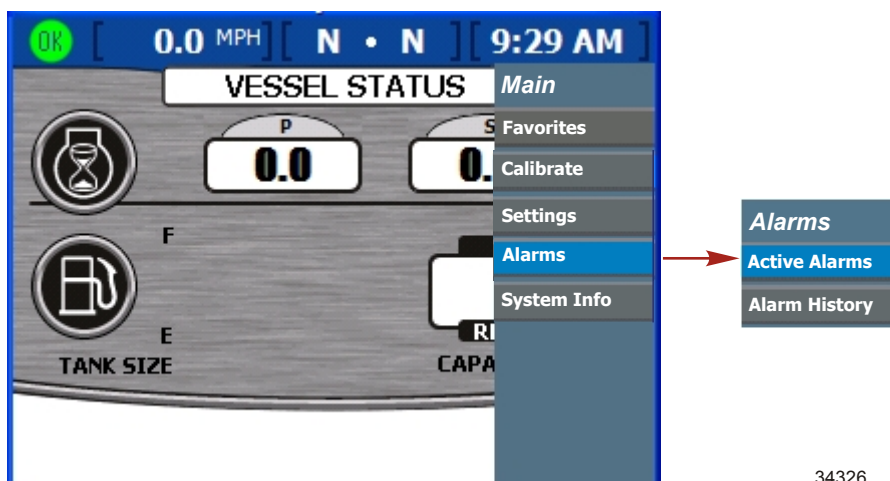 OK [ 0.0 MPH ] [ N • N ] [ 9:29 AM ]
VESSEL STATUS
P
S
0.0
0.
F
E
TANK SIZE
Main
Favorites
Calibrate
Settings
Alarms
System Info
Alarms
Active Alarms
Alarm History
34326